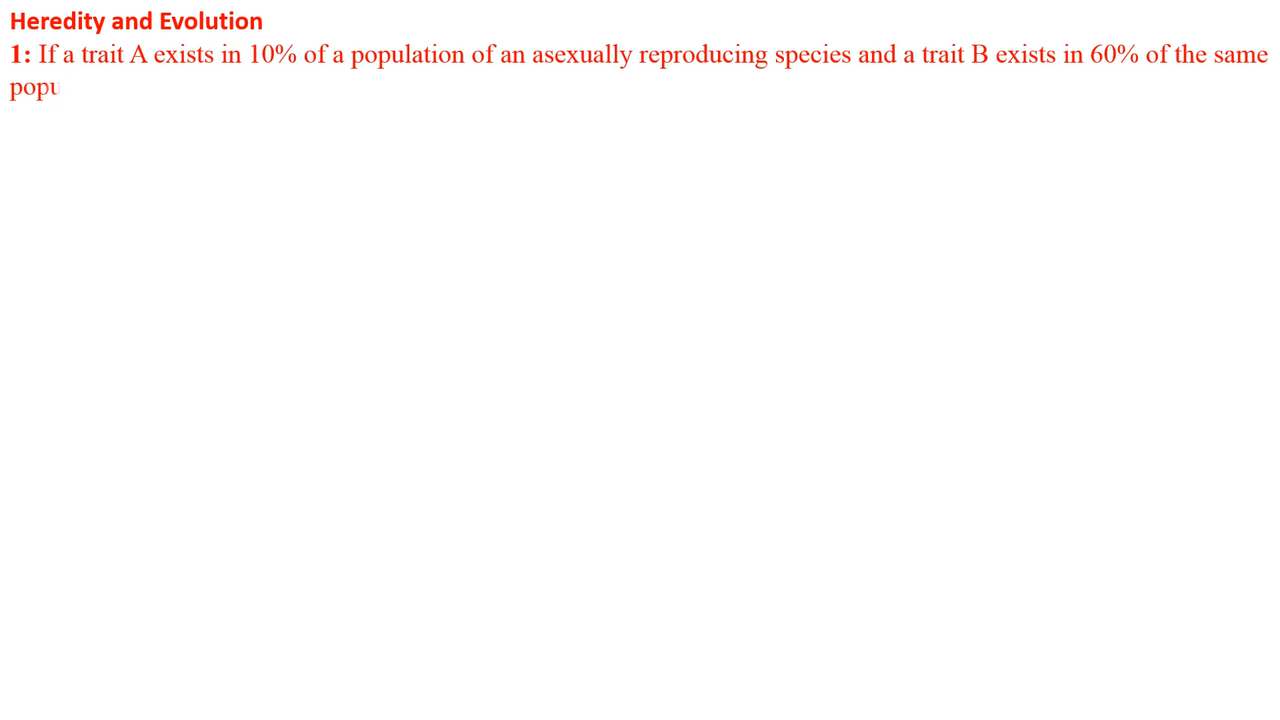 Heredity and Evolution
1: If a trait A exists in 10% of a population of an asexually reproducing species and a trait B exists in 60% of the same
popu